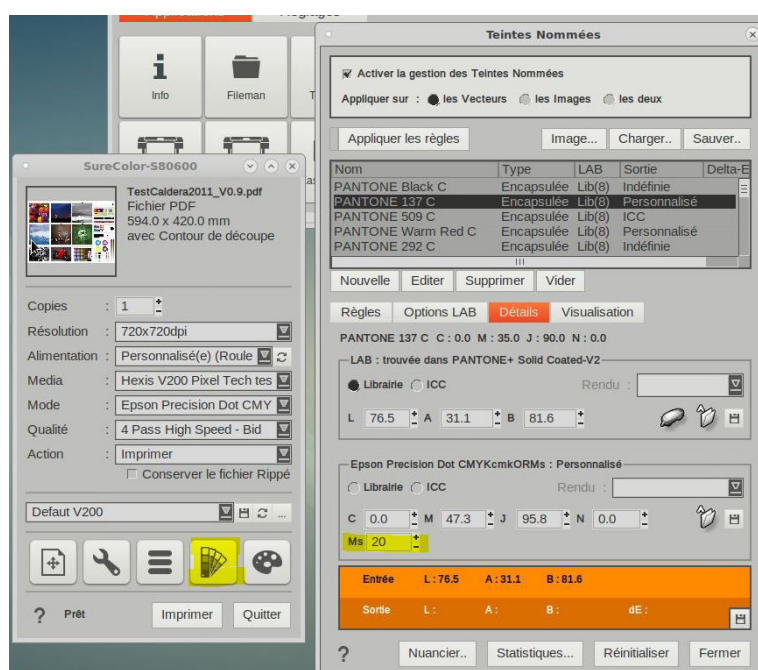 Applications
Réglages
Info
Fileman
SureColor-S80600
TestCaldera2011_V0.9.pdf
Fichier PDF
594.0 x 420.0 mm
avec Contour de découpe
Copies : 1
Résolution : 720x720dpi
Alimentation : Personnalisé(e) (Roule
Media : Hexis V200 Pixel Tech tes
Mode : Epson Precision Dot CMY
Qualité : 4 Pass High Speed - Bid
Action : Imprimer
Conserver le fichier Rippé
Defaut V200
...
? Prêt Imprimer Quitter
Teintes Nommées
Activer la gestion des Teintes Nommées
Appliquer sur : les Vecteurs les Images les deux
Appliquer les règles Image... Charger.. Sauver..
Nom Type LAB Sortie Delta-E
PANTONE Black C Encapsulée Lib(8) Indéfinie
PANTONE 137 C Encapsulée Lib(8) Personnalisé
PANTONE 509 C Encapsulée Lib(8) ICC
PANTONE Warm Red C Encapsulée Lib(8) Personnalisé
PANTONE 292 C Encapsulée Lib(8) Indéfinie
Nouvelle Editer Supprimer Vider
Règles Options LAB Détails Visualisation
PANTONE 137 C C : 0.0 M : 35.0 J : 90.0 N : 0.0
LAB : trouvée dans PANTONE+ Solid Coated-V2
Librairie ICC Rendu :
L 76.5 A 31.1 B 81.6
Epson Precision Dot CMYKcmkORMs : Personnalisé
Librairie ICC Rendu :
C 0.0 M 47.3 J 95.8 N 0.0
Ms 20
Entrée L : 76.5 A : 31.1 B : 81.6
Sortie L : A : B : dE :
? Nuancier.. Statistiques... Réinitialiser Fermer